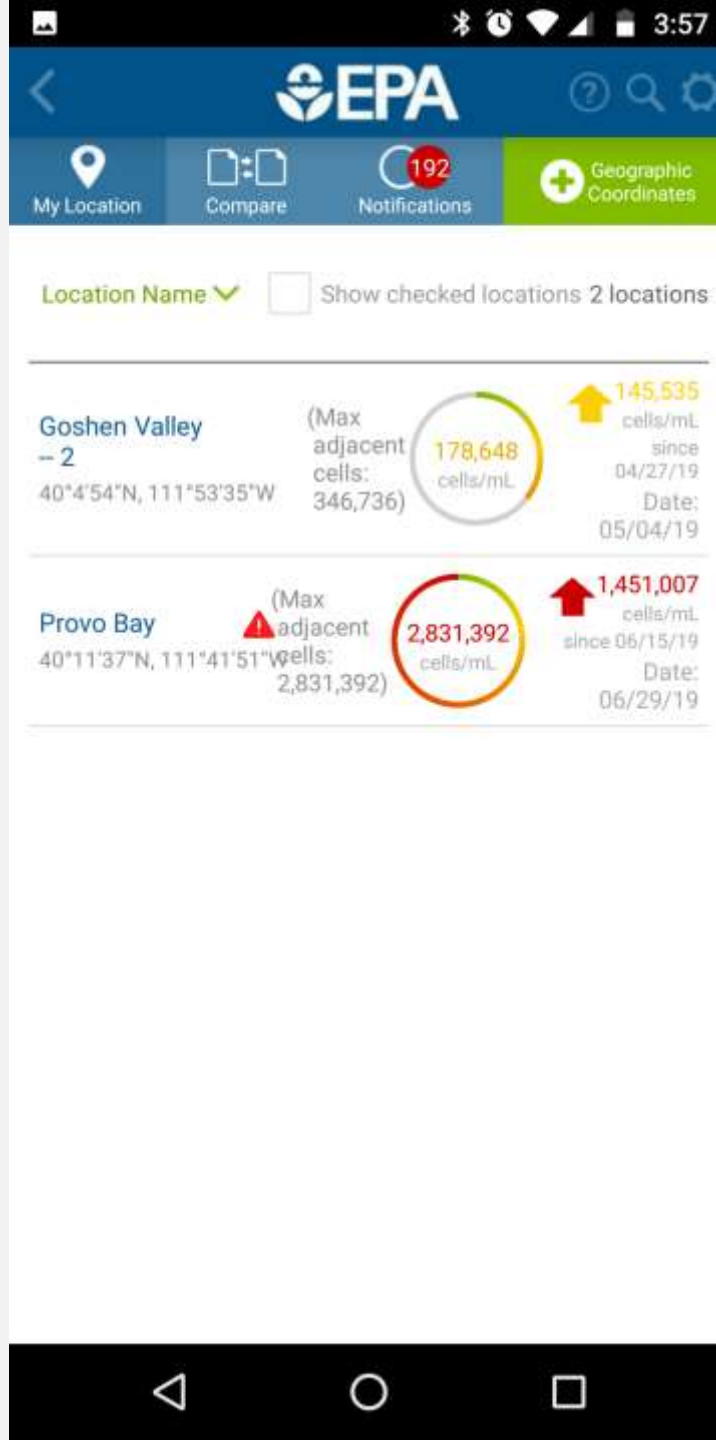 3:57
EPA
My Location
Compare
192
Notifications
Geographic
Coordinates
Location Name
Show checked locations
2 locations
Goshen Valley
-- 2
40°4'54"N, 111°53'35"W
(Max
adjacent
cells:
346,736)
178,648
cells/mL
145,535
cells/mL
since
04/27/19
Date:
05/04/19
Provo Bay
40°11'37"N, 111°41'51"W
(Max
adjacent
cells:
2,831,392)
2,831,392
cells/mL
1,451,007
cells/mL
since 06/15/19
Date:
06/29/19